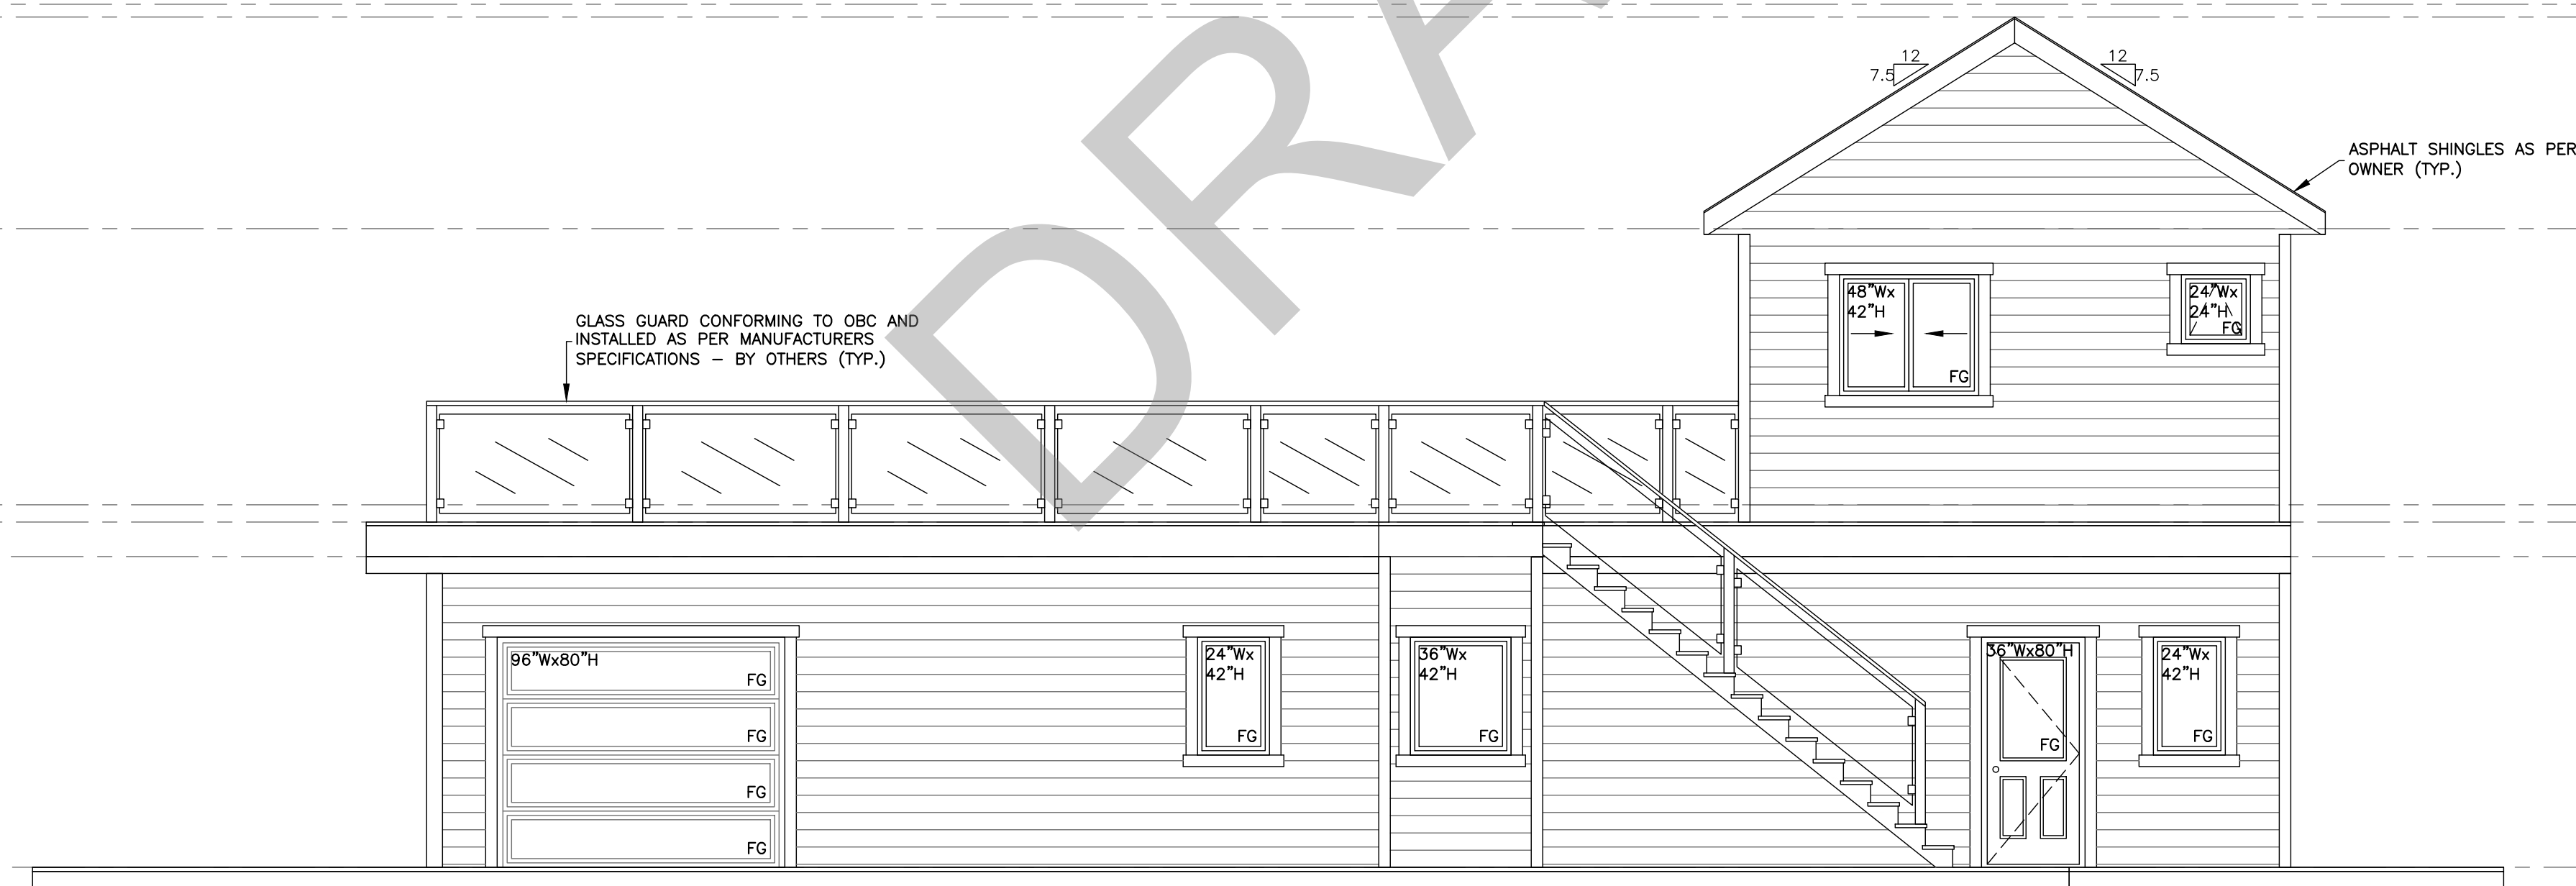 DRA
12
7.5
12
7.5
ASPHALT SHINGLES AS PER
OWNER (TYP.)
GLASS GUARD CONFORMING TO OBC AND
INSTALLED AS PER MANUFACTURERS
SPECIFICATIONS – BY OTHERS (TYP.)
48"Wx
42"H
FG
24"Wx
24"H
FG
96"Wx80"H
FG
FG
FG
FG
24"Wx
42"H
FG
36"Wx
42"H
FG
36"Wx80"H
FG
24"Wx
42"H
FG